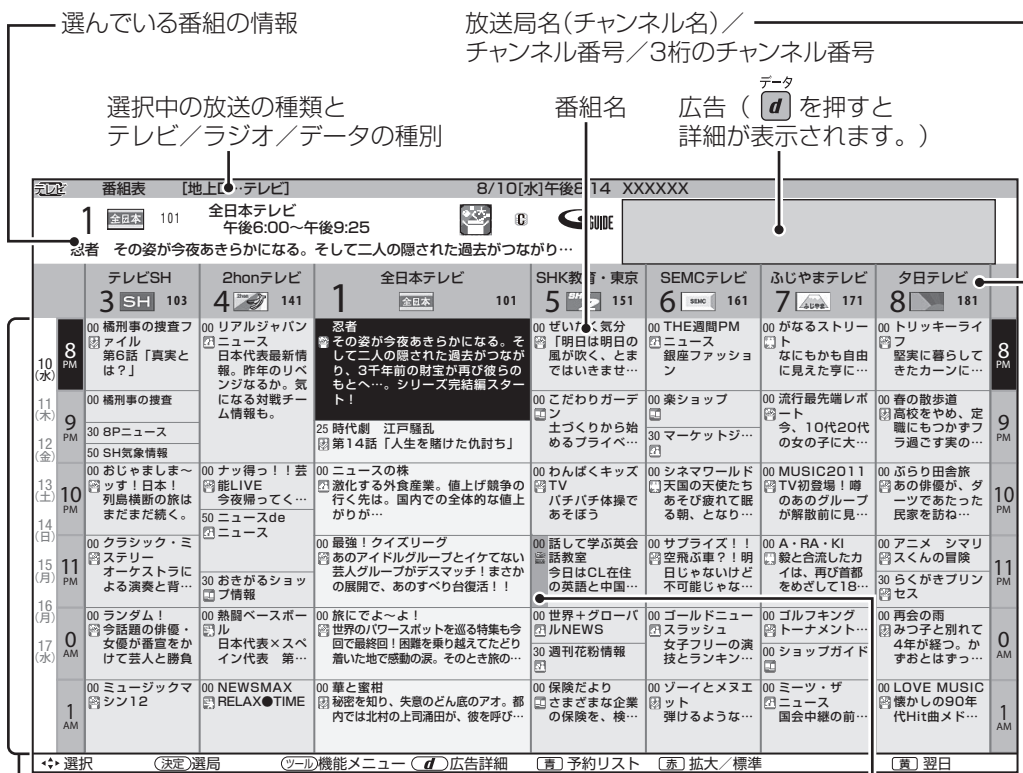 選んでいる番組の情報
放送局名(チャンネル名)／
チャンネル番号／3桁のチャンネル番号
選択中の放送の種類と
テレビ／ラジオ／データの種別
番組名
データ
広告（ d を押すと
詳細が表示されます。）
テレビ 番組表 [地上D…テレビ] 8/10[水]午後8:14 XXXXXX
1 全日本 101 全日本テレビ
午後6:00～午後9:25
G GUIDE
忍者 その姿が今夜あきらかになる。そして二人の隠された過去がつながり…
テレビSH
3 SH 103
2honテレビ
4 2hon 141
全日本テレビ
1 全日本 101
SHK教育・東京
5 151
SEMCテレビ
6 SEMC 161
ふじやまテレビ
7 ふじやま 171
夕日テレビ
8 181
10
(水)
11
(木)
12
(金)
13
(土)
14
(日)
15
(月)
16
(月)
17
(水)
8
PM
9
PM
10
PM
11
PM
0
AM
1
AM
00 橘刑事の捜査フ
ァイル
第6話「真実と
は？」
00 橘刑事の捜査
30 8Pニュース
50 SH気象情報
00 おじゃましま～
ッす！日本！
列島横断の旅は
まだまだ続く。
00 クラシック・ミ
ステリー
オーケストラに
よる演奏と背…
00 ランダム！
今話題の俳優・
女優が番宣をか
けて芸人と勝負
00 ミュージックマ
シン12
00 リアルジャパン
ニュース
日本代表最新情
報。昨年のリベ
ンジなるか。気
になる対戦チー
ム情報も。
00 ナッ得っ！！芸
能LIVE
今夜帰ってく…
50 ニュースde
ニュース
30 おきがるショッ
プ情報
00 熱闘ベースボー
ル
日本代表×スペ
イン代表 第…
00 NEWSMAX
RELAX●TIME
忍者
その姿が今夜あきらかになる。そ
して二人の隠された過去がつなが
り、3千年前の財宝が再び彼らの
もとへ…。シリーズ完結編スター
ト！
25 時代劇 江戸騒乱
第14話「人生を賭けた仇討ち」
00 ニュースの株
激化する外食産業。値上げ競争の
行く先は。国内での全体的な値上
がりが…
00 最強！クイズリーグ
あのアイドルグループとイケてない
芸人グループがデスマッチ！まさか
の展開で、あのすべり台復活！！
00 旅にでよ～よ！
世界のパワースポットを巡る特集も今
回で最終回！困難を乗り越えてたどり
着いた地で感動の涙。そのとき旅の…
00 華と蜜柑
秘密を知り、失意のどん底のアオ。都
内では北村の上司涌田が、彼を呼び…
00 ぜいたく気分
「明日は明日の
風が吹く、とま
ではいきませ…
00 こだわりガーデ
ン
土づくりから始
めるプライベ…
00 わんぱくキッズ
TV
パチパチ体操で
あそぼう
00 話して学ぶ英会
話教室
今日はCL在住
の英語と中国…
00 世界＋グローバ
ルNEWS
30 週刊花粉情報
00 保険だより
さまざまな企業
の保険を、検…
00 THE週間PM
ニュース
銀座ファッショ
ン
00 楽ショップ
30 マーケットジ…
00 シネマワールド
天国の天使たち
あそび疲れて眠
る朝、となり…
00 サプライズ！！
空飛ぶ車？！明
日じゃないけど
不可能じゃな…
00 ゴールドニュー
スラッシュ
女子フリーの演
技とランキン…
00 ゾーイとメヌエ
ット
弾けるような…
00 がなるストリー
ト
なにもかも自由
に見えた亨に…
00 流行最先端レポ
ート
今、10代20代
の女の子に大…
00 MUSIC2011
TV初登場！噂
のあのグループ
が解散前に見…
00 A・RA・KI
毅と合流したカ
イは、再び首都
をめざして18…
00 ゴルフキング
トーナメント…
00 ショップガイド
00 ミーツ・ザ
ニュース
国会中継の前…
00 トリッキーライ
フ
堅実に暮らして
きたカーンに…
00 春の散歩道
高校をやめ、定
職にもつかずフ
ラ過ごす実の…
00 ぶらり田舎旅
あの俳優が、ダ
ーツであたった
民家を訪ね…
00 アニメ シマリ
スくんの冒険
30 らくがきプリン
セス
00 再会の雨
みつ子と別れて
4年が経つ。か
ずおとはずっ…
00 LOVE MUSIC
懐かしの90年
代Hit曲メド…
8
PM
9
PM
10
PM
11
PM
0
AM
1
AM
選択 決定 選局 ツール 機能メニュー d 広告詳細 青 予約リスト 赤 拡大／標準 黄 翌日